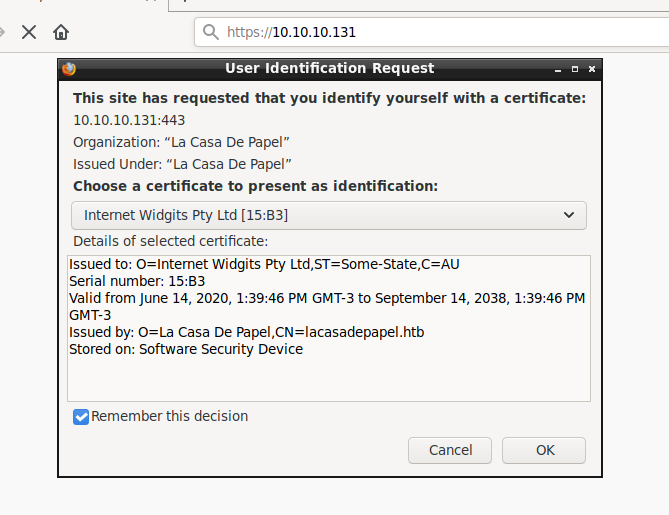 https://10.10.10.131
User Identification Request
This site has requested that you identify yourself with a certificate:
10.10.10.131:443
Organization: “La Casa De Papel”
Issued Under: “La Casa De Papel”
Choose a certificate to present as identification:
Internet Widgits Pty Ltd [15:B3]
Details of selected certificate:
Issued to: O=Internet Widgits Pty Ltd,ST=Some-State,C=AU
Serial number: 15:B3
Valid from June 14, 2020, 1:39:46 PM GMT-3 to September 14, 2038, 1:39:46 PM
GMT-3
Issued by: O=La Casa De Papel,CN=lacasadepapel.htb
Stored on: Software Security Device
Remember this decision
Cancel
OK